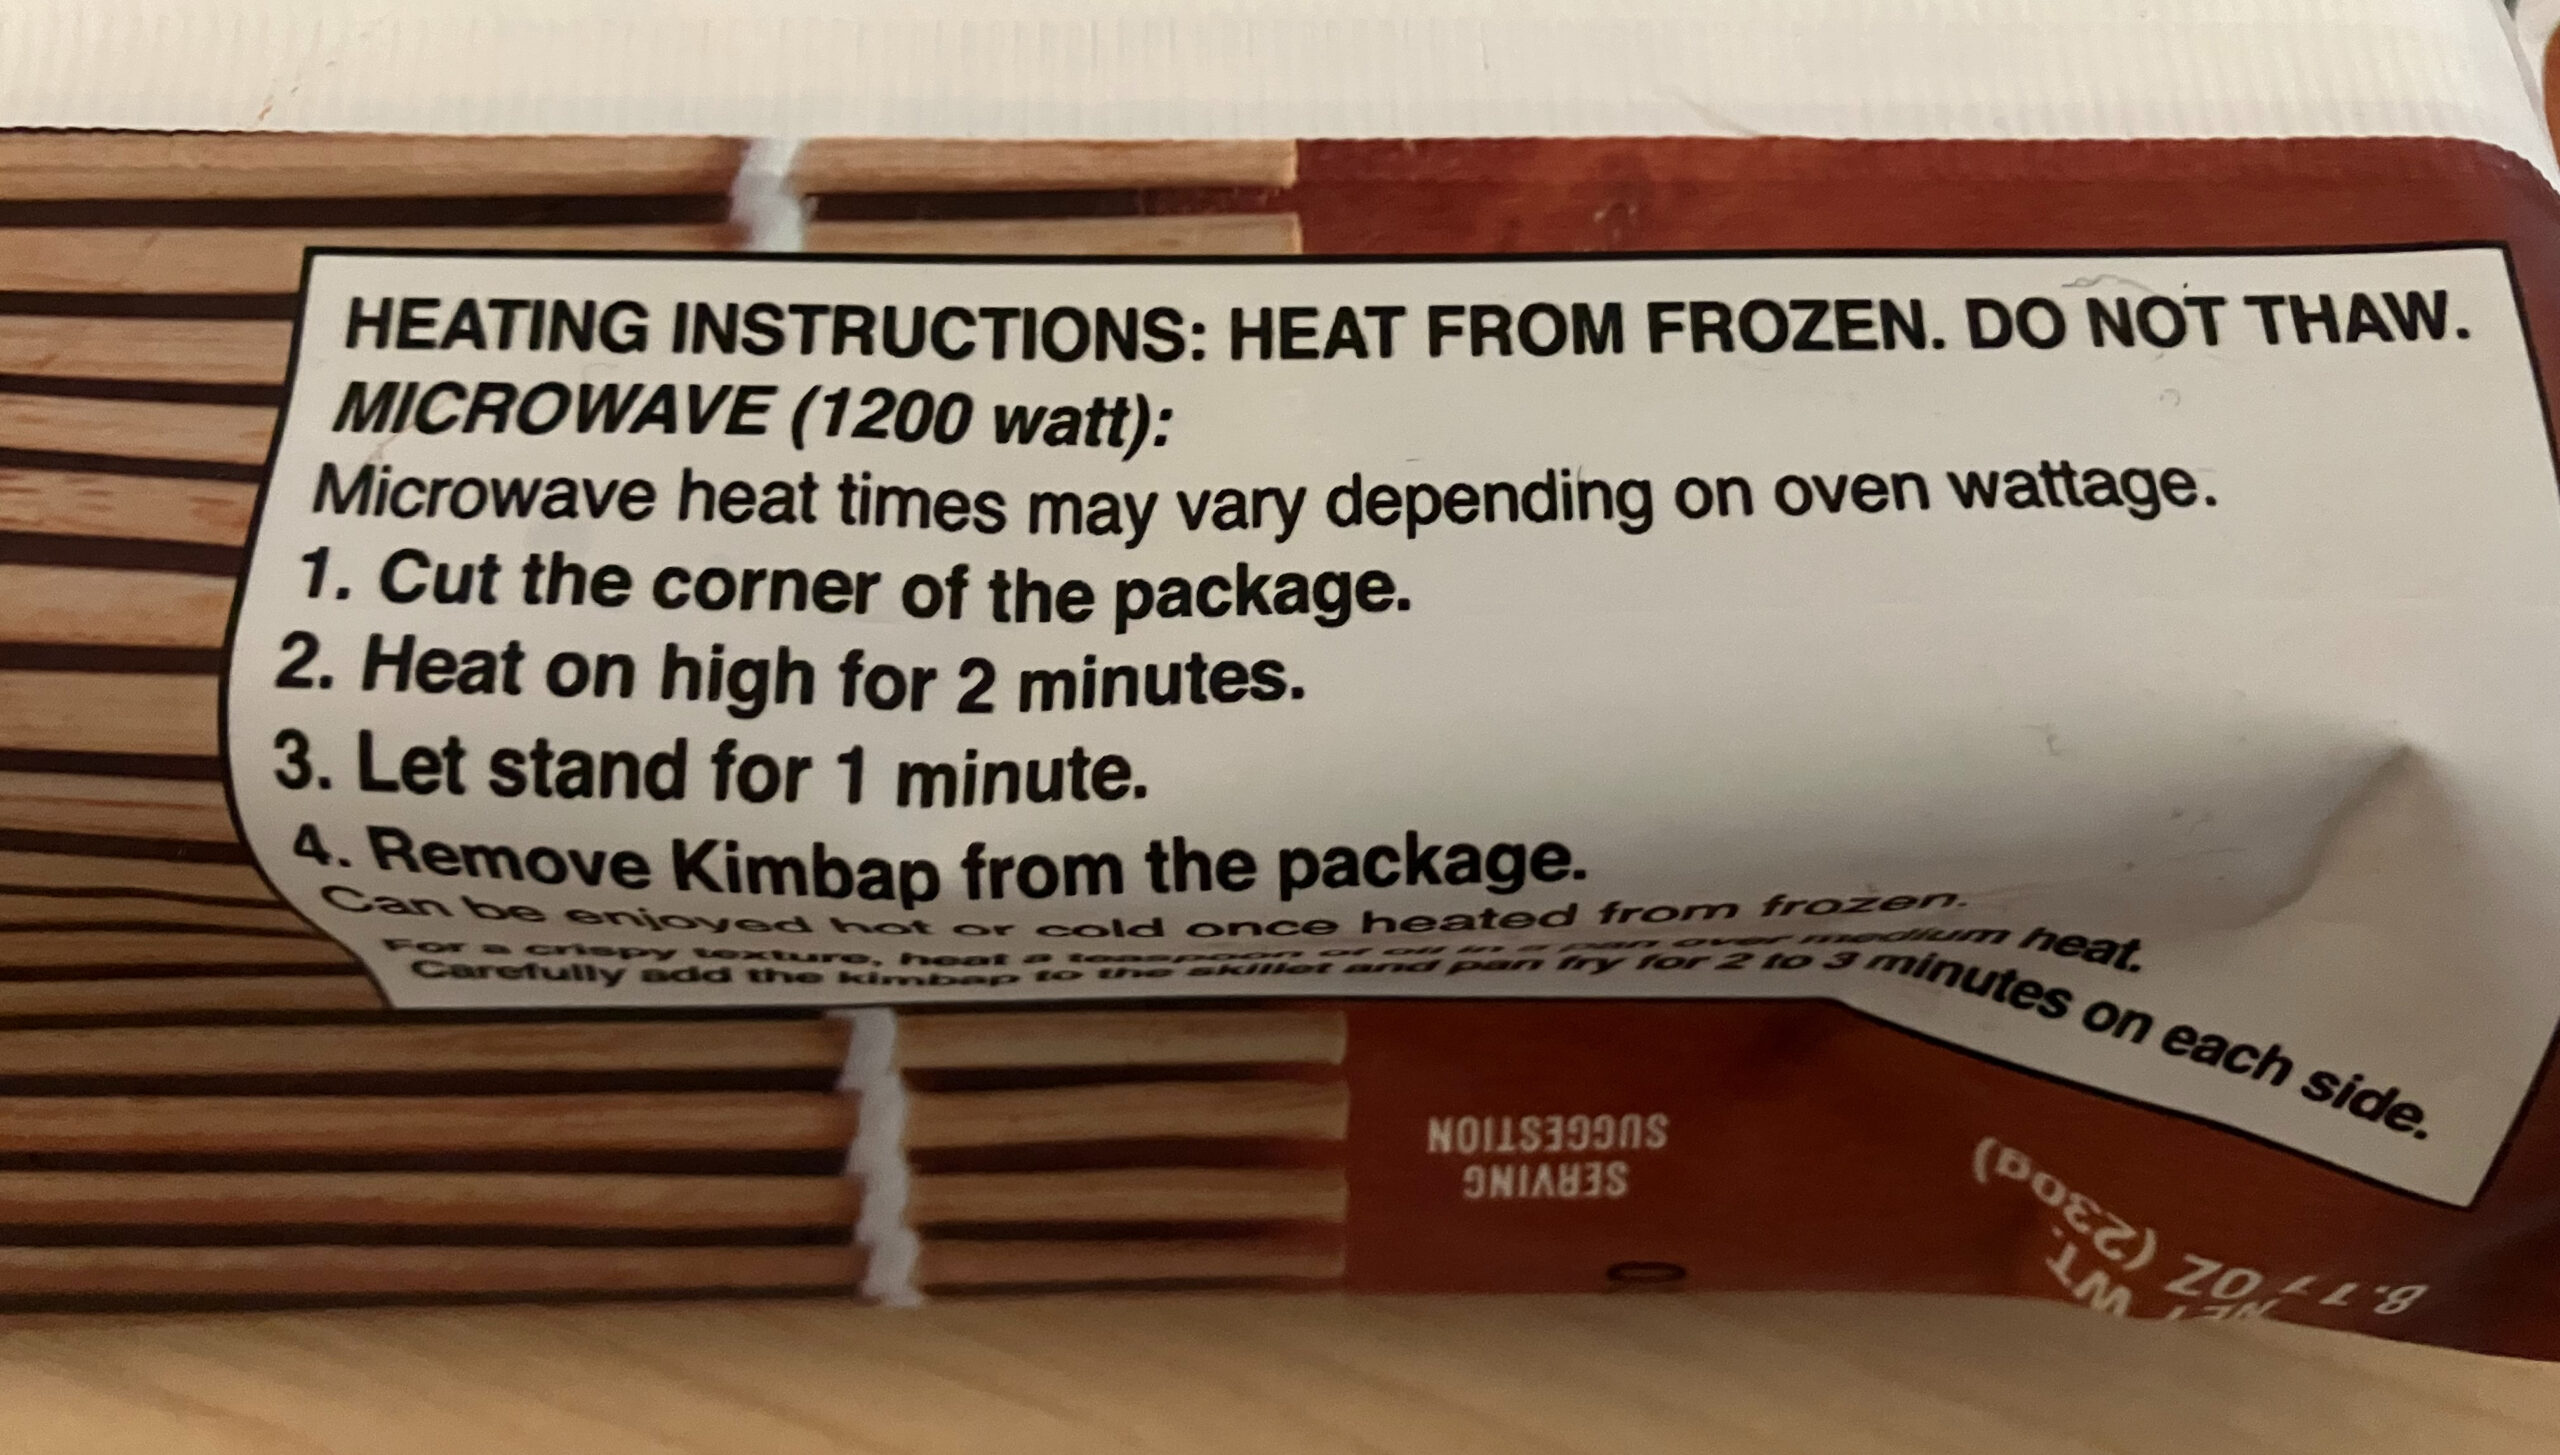 HEATING INSTRUCTIONS: HEAT FROM FROZEN. DO NOT THAW.
MICROWAVE (1200 watt):
Microwave heat times may vary depending on oven wattage.
1. Cut the corner of the package.
2. Heat on high for 2 minutes.
3. Let stand for 1 minute.
4. Remove Kimbap from the package.
Can be enjoyed hot or cold once heated from frozen.
For a crispy texture, heat a teaspoon of oil in a pan over medium heat.
Carefully add the kimbap to the skillet and pan fry for 2 to 3 minutes on each side.
SERVING
SUGGESTION
NET WT.
8.11 OZ (230g)